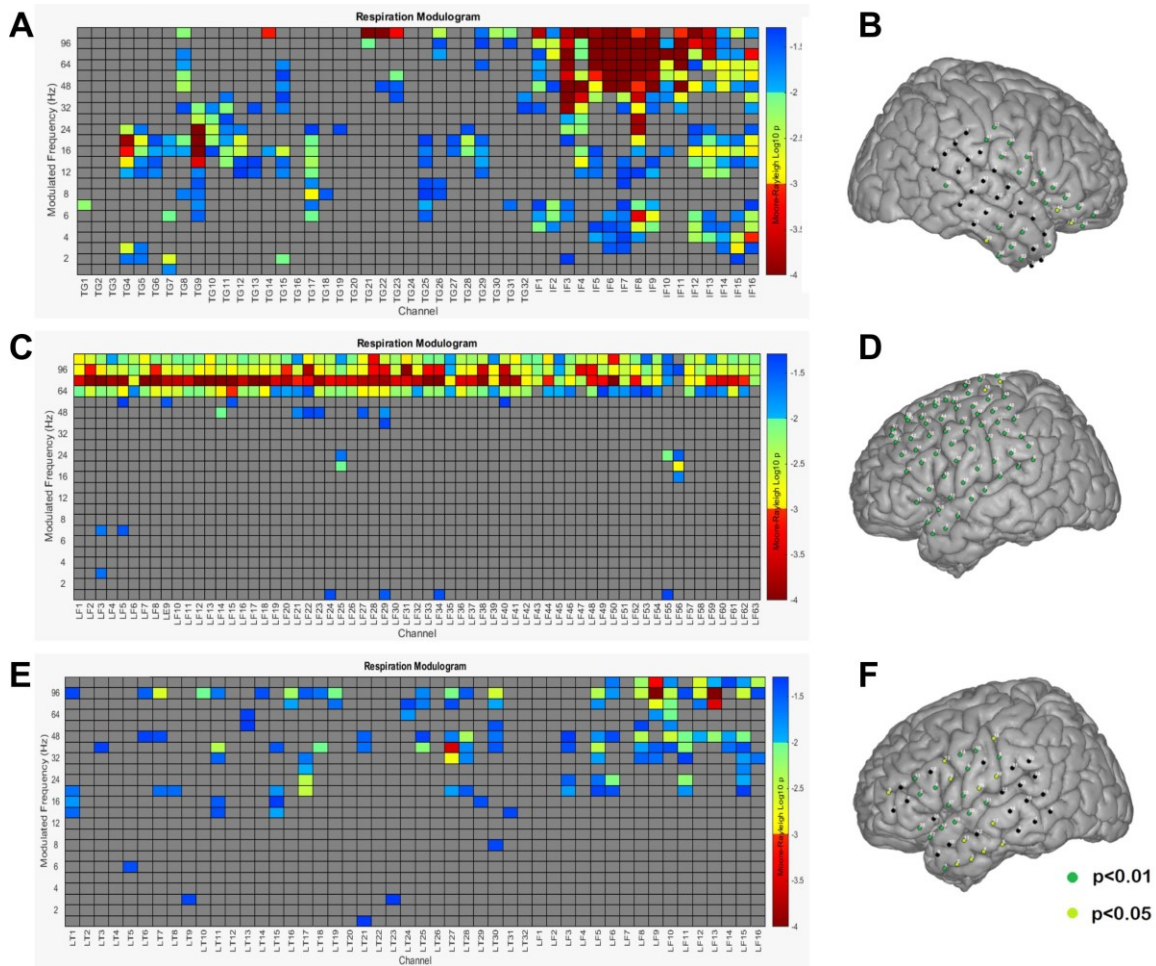 A
Respiration Modulogram
B
Modulated Frequency (Hz)
96
64
48
32
24
16
12
8
6
4
2
TG1 TG2 TG3 TG4 TG5 TG6 TG7 TG8 TG9 TG10 TG11 TG12 TG13 TG14 TG15 TG16 TG17 TG18 TG19 TG20 TG21 TG22 TG23 TG24 TG25 TG26 TG27 TG28 TG29 TG30 TG31 TG32 IF1 IF2 IF3 IF4 IF5 IF6 IF7 IF8 IF9 IF10 IF11 IF12 IF13 IF14 IF15 IF16
Channel
-1.5
-2
-2.5
-3
-3.5
-4
Moore-Rayleigh Log10 p
C
Respiration Modulogram
D
Modulated Frequency (Hz)
96
64
48
32
24
16
12
8
6
4
2
LF1 LF2 LF3 LF4 LF5 LF6 LF7 LF8 LE9 LF10 LF11 LF12 LF13 LF14 LF15 LF16 LF17 LF18 LF19 LF20 LF21 LF22 LF23 LF24 LF25 LF26 LF27 LF28 LF29 LF30 LF31 LF32 LF33 LF34 LF35 LF36 LF37 LF38 LF39 LF40 LF41 LF42 LF43 LF44 LF45 LF46 LF47 LF48 LF49 LF50 LF51 LF52 LF53 LF54 LF55 LF56 LF57 LF58 LF59 LF60 LF61 LF62 LF63
Channel
-1.5
-2
-2.5
-3
-3.5
-4
Moore-Rayleigh Log10 p
E
Respiration Modulogram
F
Modulated Frequency (Hz)
96
64
48
32
24
16
12
8
6
4
2
LT1 LT2 LT3 LT4 LT5 LT6 LT7 LT8 LT9 LT10 LT11 LT12 LT13 LT14 LT15 LT16 LT17 LT18 LT19 LT20 LT21 LT22 LT23 LT24 LT25 LT26 LT27 LT28 LT29 LT30 LT31 LT32 LF1 LF2 LF3 LF4 LF5 LF6 LF7 LF8 LF9 LF10 LF11 LF12 LF13 LF14 LF15 LF16
Channel
-1.5
-2
-2.5
-3
-3.5
-4
Moore-Rayleigh Log10 p
p<0.01
p<0.05